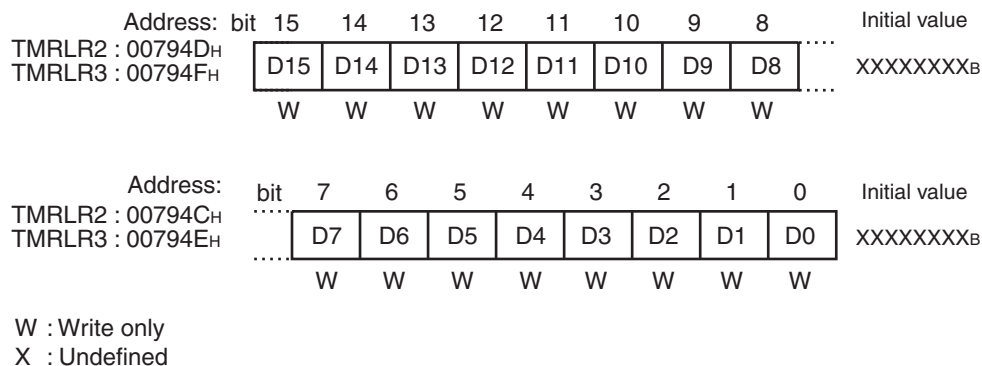 Address: bit 15 14 13 12 11 10 9 8 Initial value
TMRLR2 : 00794DH
TMRLR3 : 00794FH
D15 D14 D13 D12 D11 D10 D9 D8 XXXXXXXXB
W W W W W W W W
Address: bit 7 6 5 4 3 2 1 0 Initial value
TMRLR2 : 00794CH
TMRLR3 : 00794EH
D7 D6 D5 D4 D3 D2 D1 D0 XXXXXXXXB
W W W W W W W W
W : Write only
X : Undefined